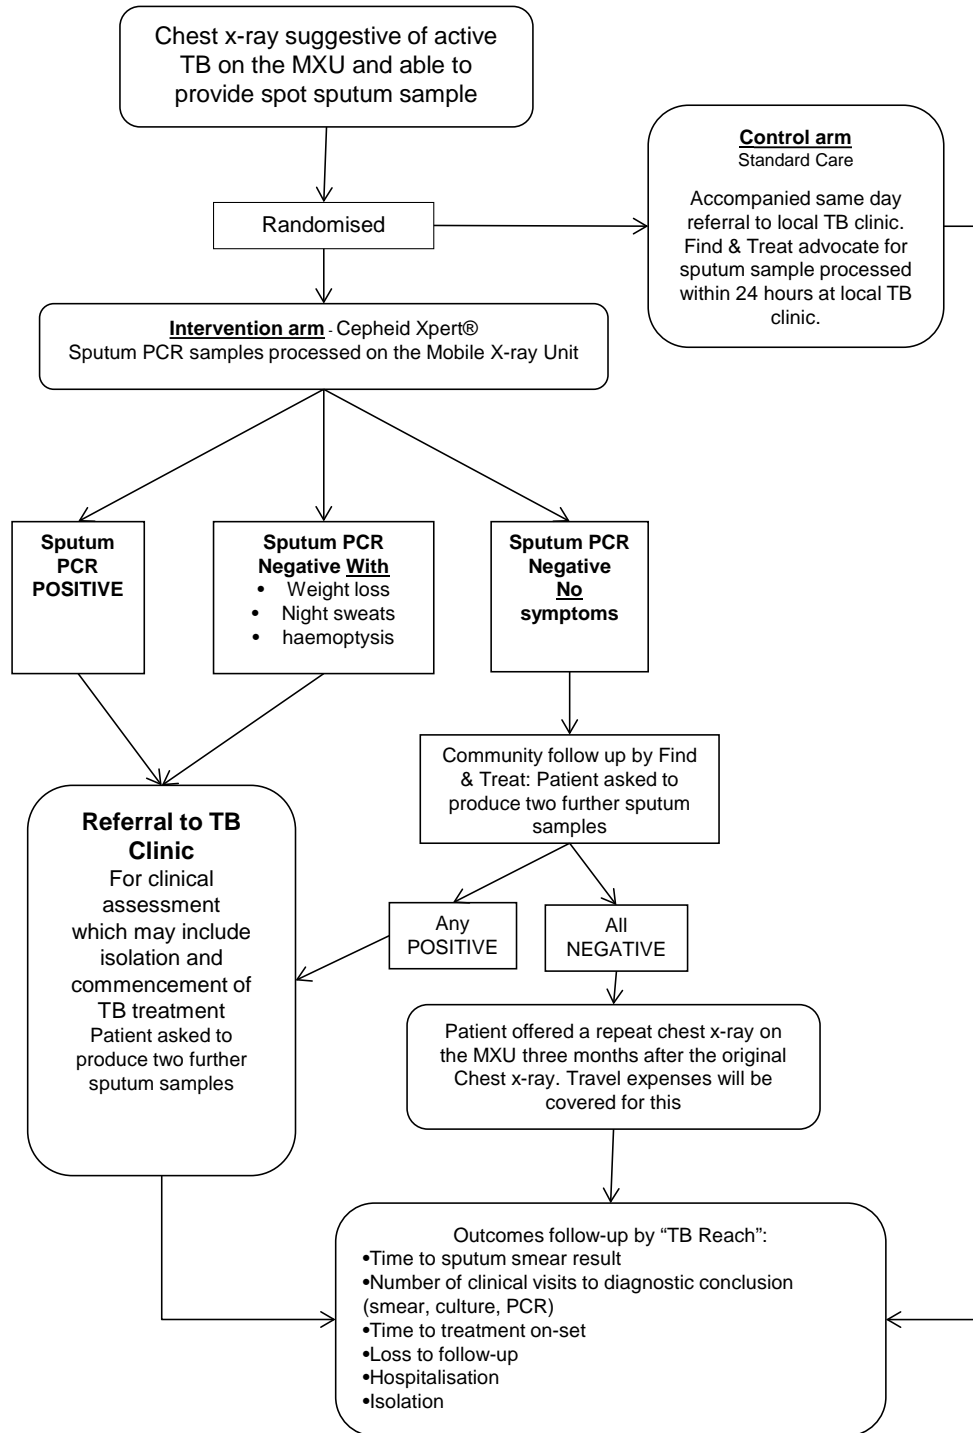 Chest x-ray suggestive of active
TB on the MXU and able to
provide spot sputum sample
Control arm
Standard Care
Accompanied same day
referral to local TB clinic.
Find & Treat advocate for
sputum sample processed
within 24 hours at local TB
clinic.
Randomised
Intervention arm - Cepheid Xpert®
Sputum PCR samples processed on the Mobile X-ray Unit
Sputum
PCR
POSITIVE
Sputum PCR
Negative With
• Weight loss
• Night sweats
• haemoptysis
Sputum PCR
Negative
No
symptoms
Community follow up by Find
& Treat: Patient asked to
produce two further sputum
samples
Referral to TB
Clinic
For clinical
assessment
which may include
isolation and
commencement of
TB treatment
Patient asked to
produce two further
sputum samples
Any
POSITIVE
All
NEGATIVE
Patient offered a repeat chest x-ray on
the MXU three months after the original
Chest x-ray. Travel expenses will be
covered for this
Outcomes follow-up by “TB Reach”:
•Time to sputum smear result
•Number of clinical visits to diagnostic conclusion
(smear, culture, PCR)
•Time to treatment on-set
•Loss to follow-up
•Hospitalisation
•Isolation